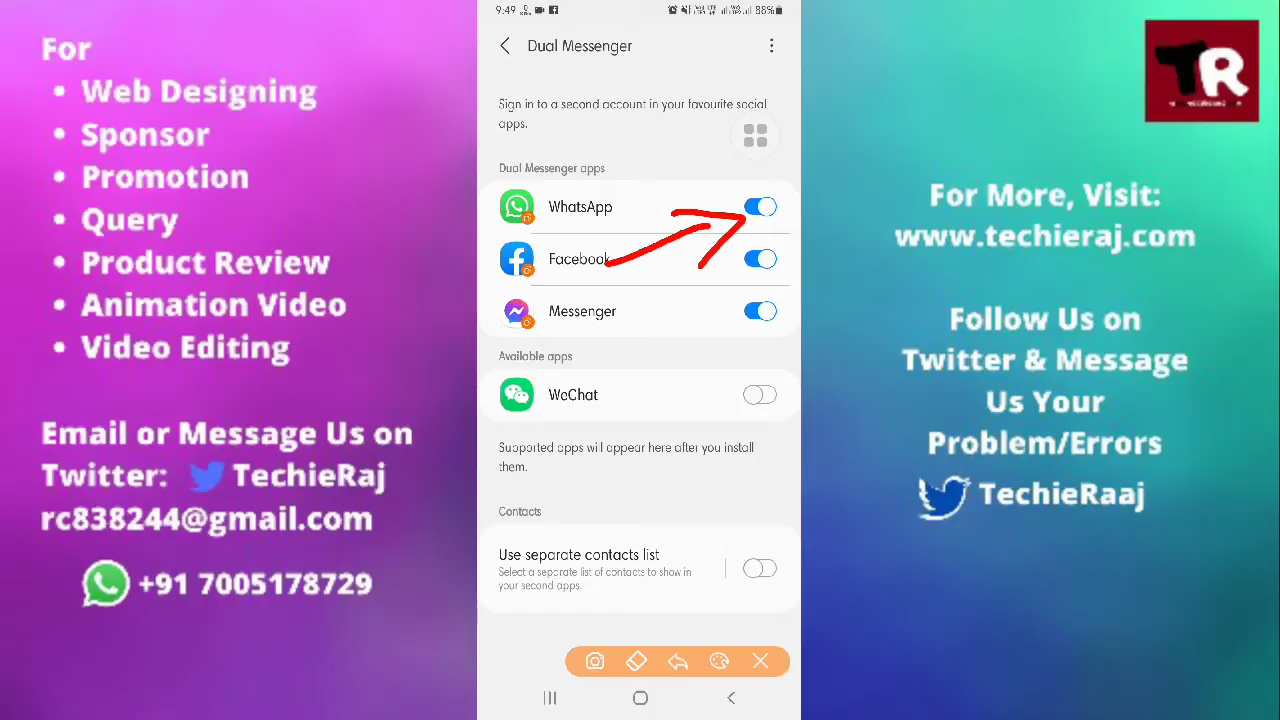 For
• Web Designing
• Sponsor
• Promotion
• Query
• Product Review
• Animation Video
• Video Editing
Email or Message Us on
Twitter: TechieRaj
rc838244@gmail.com
+91 7005178729
9:49
86%
Dual Messenger
Sign in to a second account in your favourite social
apps.
Dual Messenger apps
WhatsApp
Facebook
Messenger
Available apps
WeChat
Supported apps will appear here after you install
them.
Contacts
Use separate contacts list
Select a separate list of contacts to show in
your second apps.
TR
For More, Visit:
www.techieraj.com
Follow Us on
Twitter & Message
Us Your
Problem/Errors
TechieRaaj